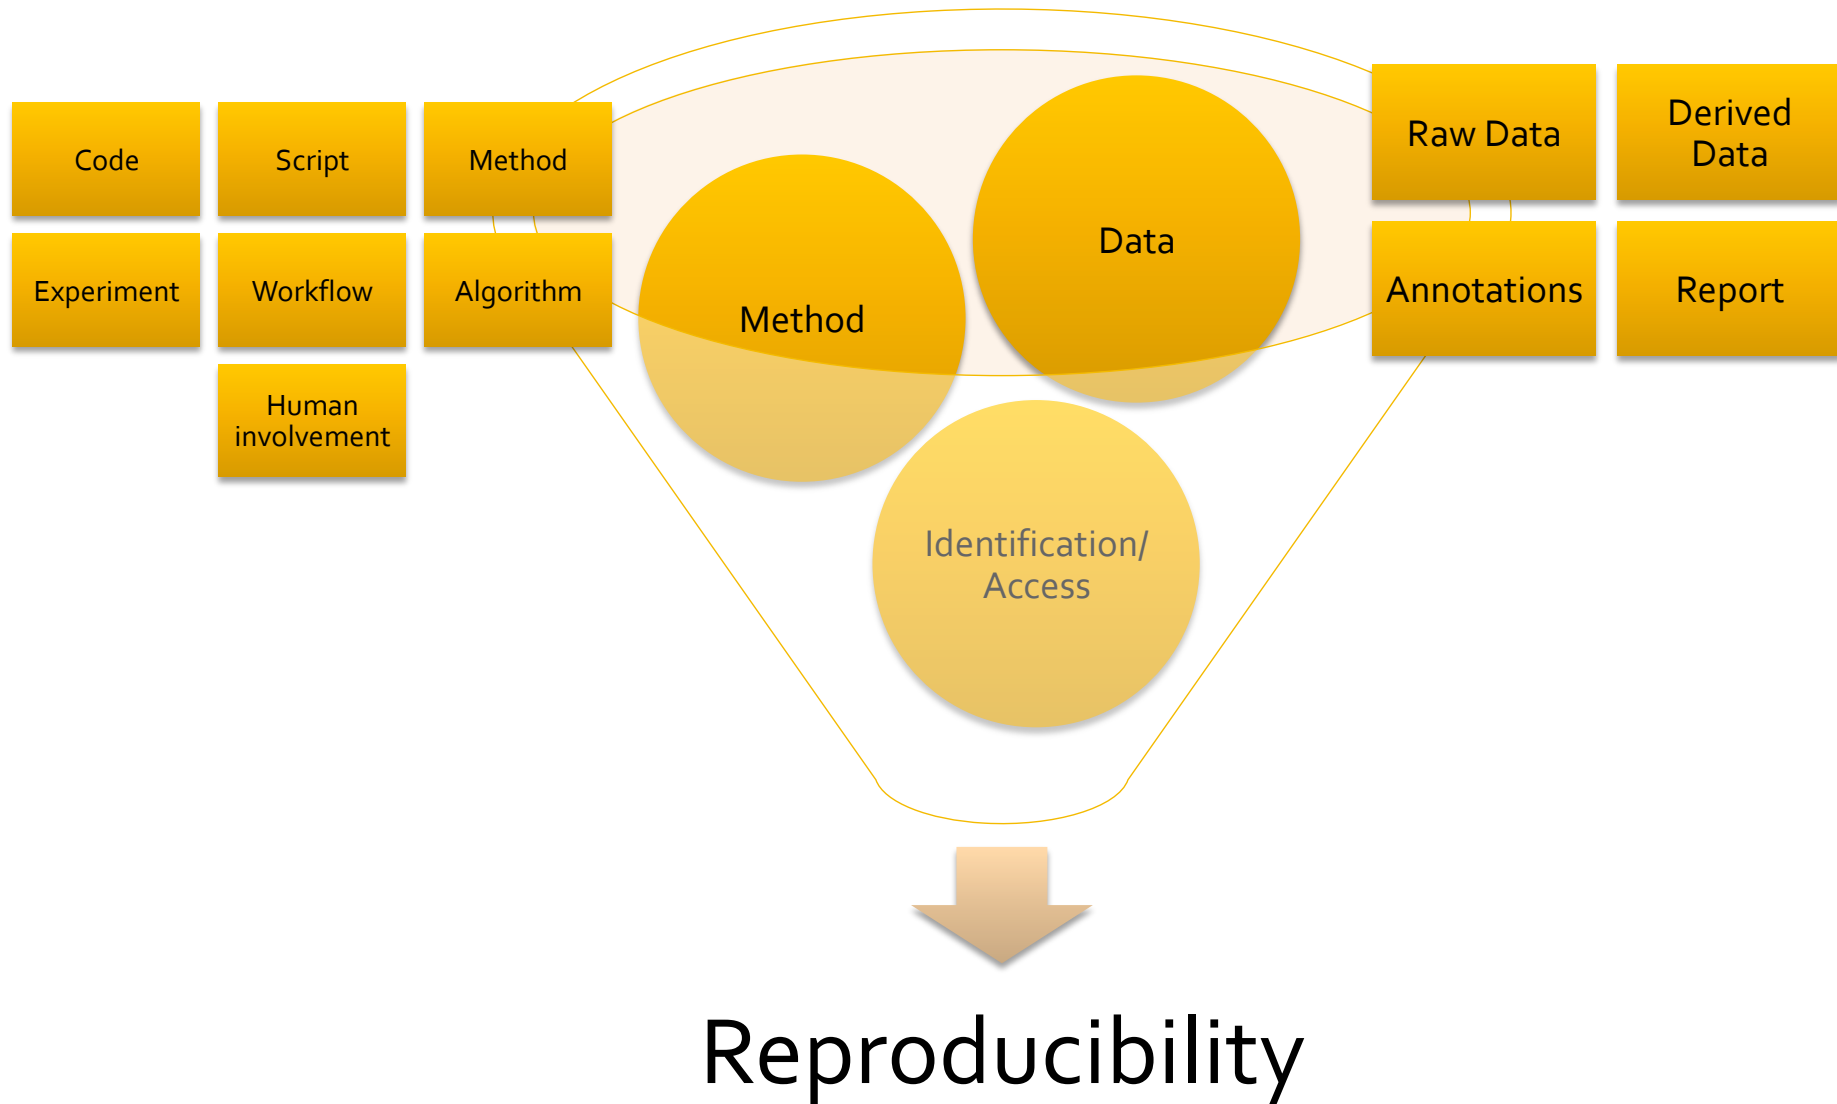 Code
Script
Method
Experiment
Workflow
Algorithm
Human
involvement
Method
Data
Identification/
Access
Raw Data
Derived
Data
Annotations
Report
Reproducibility